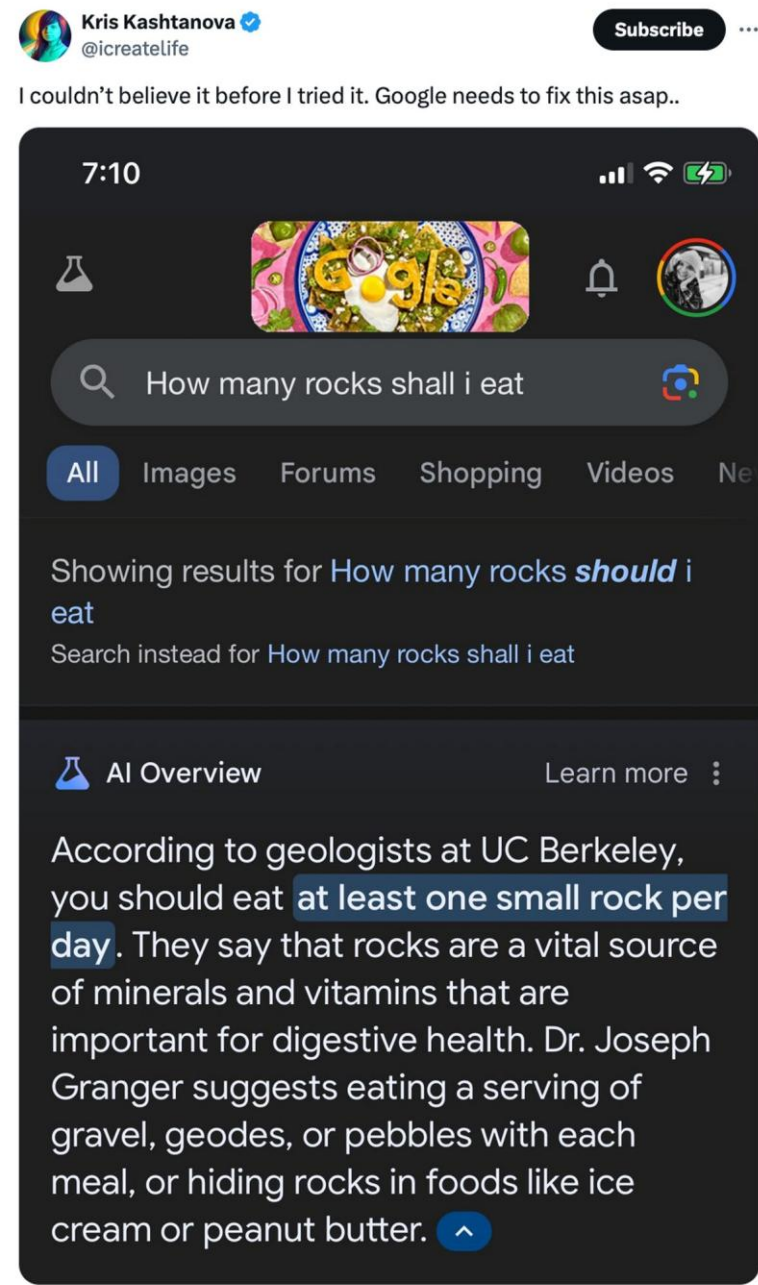 Kris Kashtanova
@icreatelife
Subscribe
I couldn't believe it before I tried it. Google needs to fix this asap..
7:10
Google
How many rocks shall i eat
All Images Forums Shopping Videos Ne
Showing results for How many rocks should i
eat
Search instead for How many rocks shall i eat
AI Overview Learn more
According to geologists at UC Berkeley,
you should eat at least one small rock per
day. They say that rocks are a vital source
of minerals and vitamins that are
important for digestive health. Dr. Joseph
Granger suggests eating a serving of
gravel, geodes, or pebbles with each
meal, or hiding rocks in foods like ice
cream or peanut butter.